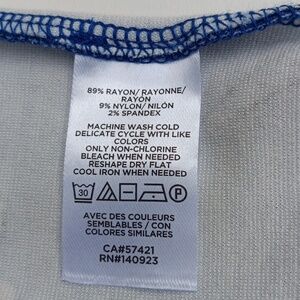 89% RAYON/ RAYONNE/
RAYÓN
9% NYLON/ NILÓN
2% SPANDEX
MACHINE WASH COLD
DELICATE CYCLE WITH LIKE
COLORS
ONLY NON-CHLORINE
BLEACH WHEN NEEDED
RESHAPE DRY FLAT
COOL IRON WHEN NEEDED
30 P
AVEC DES COULEURS
SEMBLABLES / CON
COLORES SIMILARES
CA#57421
RN#140923